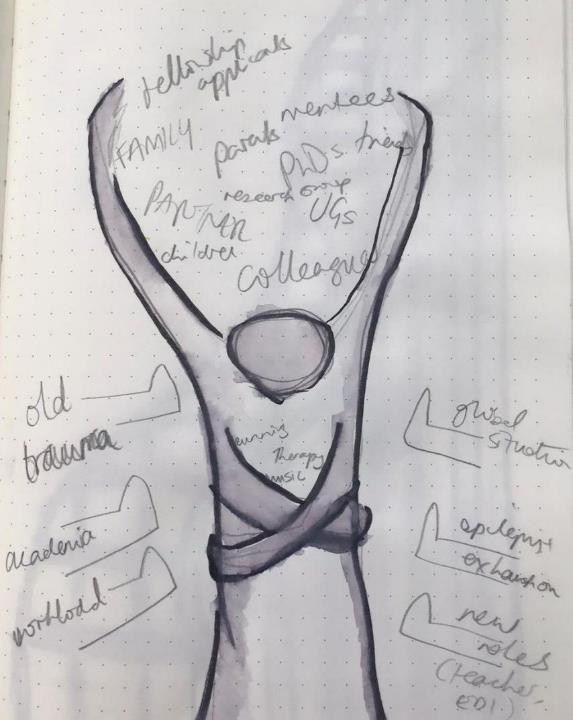 fellowship
applicants
mentees
FAMILY
parents
friends
PhDs
research group
PARTNER
UGs
children
colleagues
old
trauma
running
therapy
music
global
situation
academia
epilepsy +
exhaustion
workload
new
roles
(teacher,
EDI)